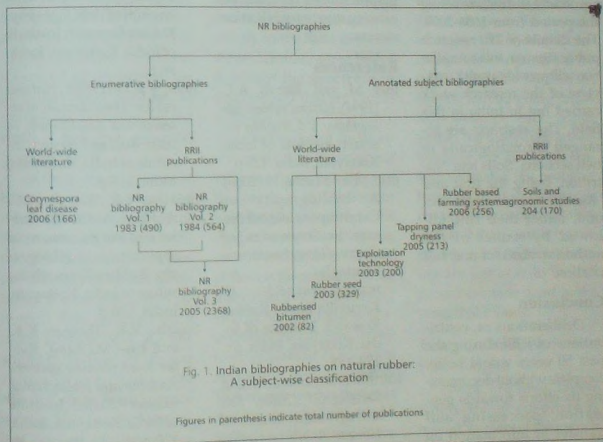 NR bibliographies
Enumerative bibliographies
Annotated subject bibliographies
World-wide
literature
RRII
publications
World-wide
literature
RRII
publications
Corynespora
leaf disease
2006 (166)
NR
bibliography
Vol. 1
1983 (490)
NR
bibliography
Vol. 2
1984 (564)
NR
bibliography
Vol. 3
2005 (2368)
Rubberised
bitumen
2002 (82)
Rubber seed
2003 (329)
Exploitation
technology
2003 (200)
Tapping panel
dryness
2005 (213)
Rubber based
farming systems
2006 (256)
Soils and
agronomic studies
204 (170)
Fig. 1. Indian bibliographies on natural rubber:
A subject-wise classification
Figures in parenthesis indicate total number of publications